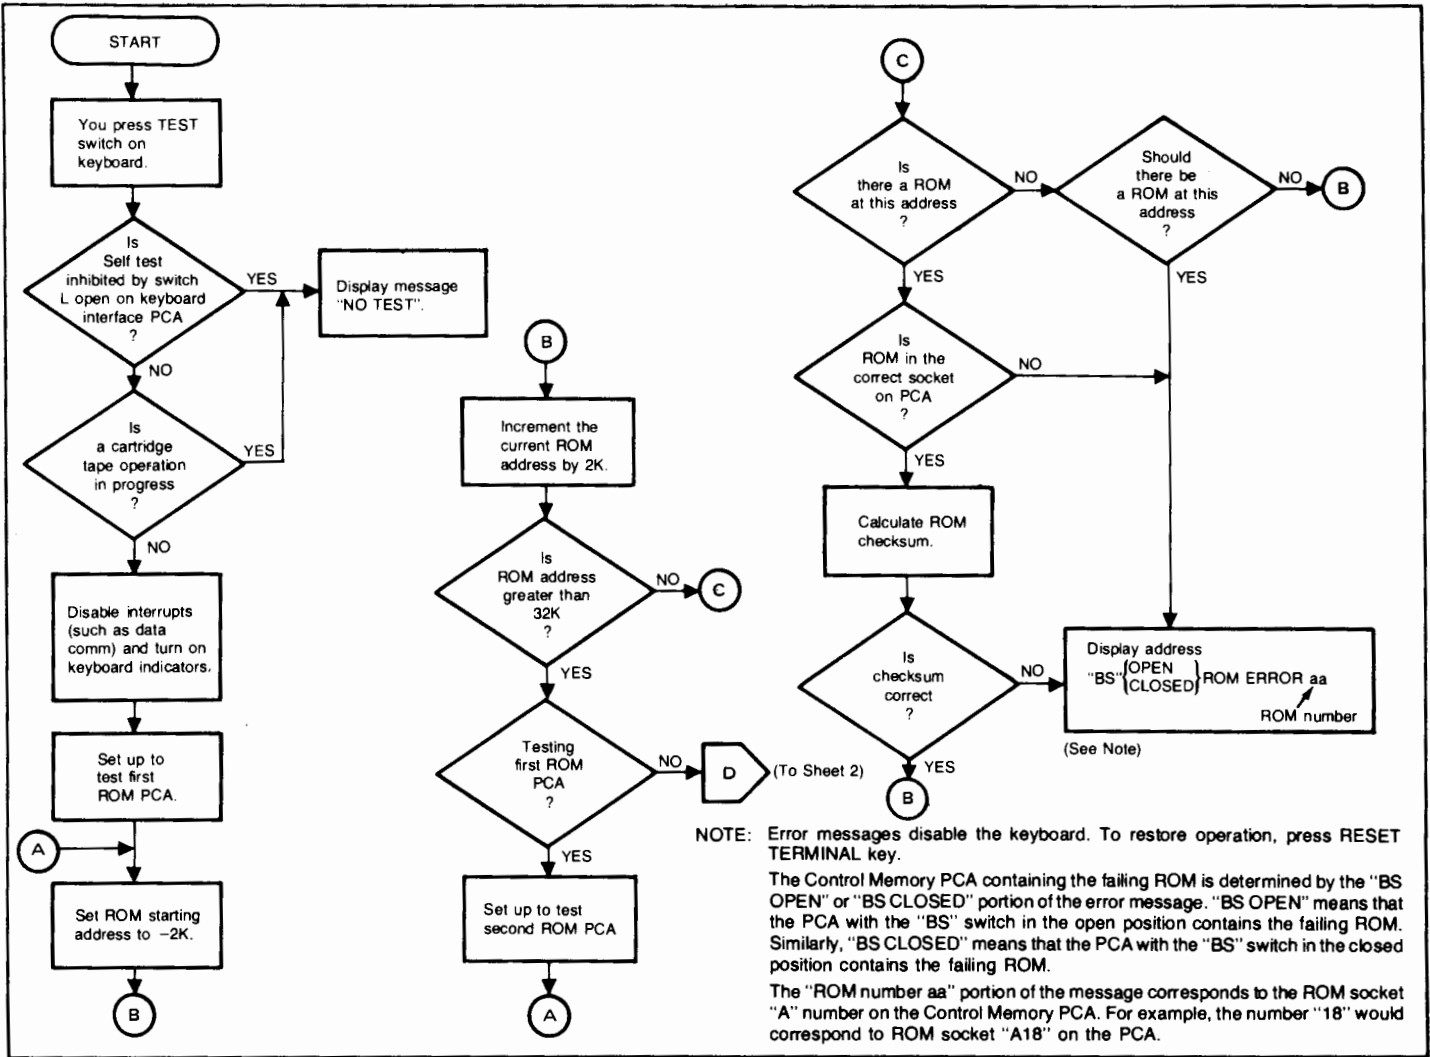 START
You press TEST
switch on
keyboard.
Is
Self test
inhibited by switch
L open on keyboard
interface PCA
?
YES
NO
Display message
"NO TEST".
Is
a cartridge
tape operation
in progress
?
YES
NO
Disable interrupts
(such as data
comm) and turn on
keyboard indicators.
Set up to
test first
ROM PCA.
A
Set ROM starting
address to −2K.
B
B
Increment the
current ROM
address by 2K.
Is
ROM address
greater than
32K
?
NO
C
YES
Testing
first ROM
PCA
?
NO
D
(To Sheet 2)
YES
Set up to test
second ROM PCA
A
C
Is
there a ROM
at this address
?
NO
YES
Should
there be
a ROM at this
address
?
NO
B
YES
Is
ROM in the
correct socket
on PCA
?
NO
YES
Calculate ROM
checksum.
Is
checksum
correct
?
NO
YES
B
Display address
"BS"{OPEN
CLOSED}ROM ERROR aa
ROM number
(See Note)
NOTE: Error messages disable the keyboard. To restore operation, press RESET
TERMINAL key.
The Control Memory PCA containing the failing ROM is determined by the "BS
OPEN" or "BS CLOSED" portion of the error message. "BS OPEN" means that
the PCA with the "BS" switch in the open position contains the failing ROM.
Similarly, "BS CLOSED" means that the PCA with the "BS" switch in the closed
position contains the failing ROM.
The "ROM number aa" portion of the message corresponds to the ROM socket
"A" number on the Control Memory PCA. For example, the number "18" would
correspond to ROM socket "A18" on the PCA.